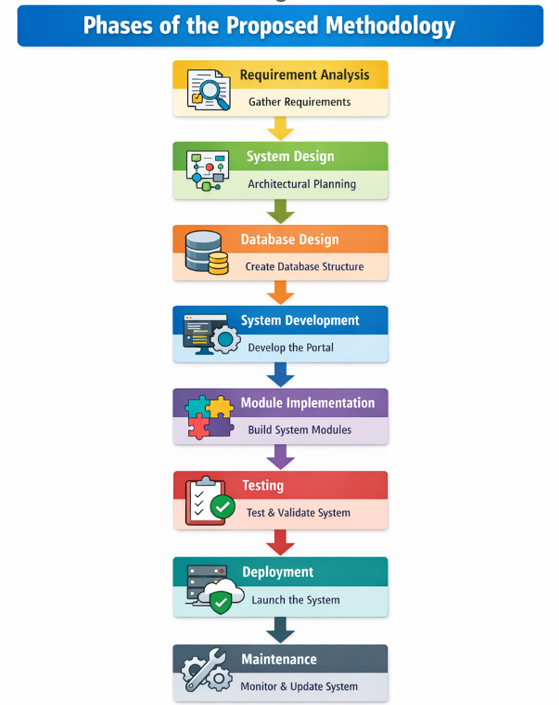 Phases of the Proposed Methodology
Requirement Analysis
Gather Requirements
System Design
Architectural Planning
Database Design
Create Database Structure
System Development
Develop the Portal
Module Implementation
Build System Modules
Testing
Test & Validate System
Deployment
Launch the System
Maintenance
Monitor & Update System